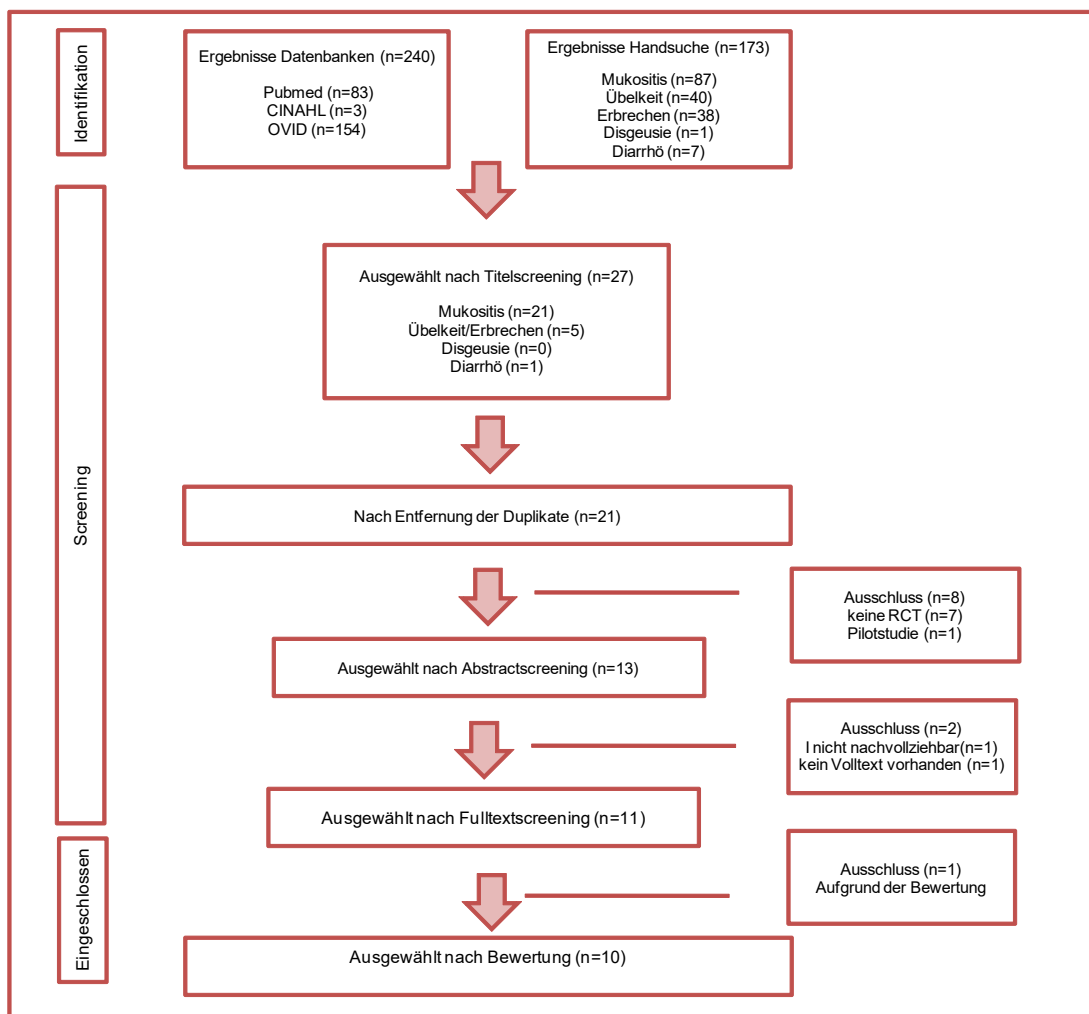 Identifikation
Ergebnisse Datenbanken (n=240)
Pubmed (n=83)
CINAHL (n=3)
OVID (n=154)
Ergebnisse Handsuche (n=173)
Mukositis (n=87)
Übelkeit (n=40)
Erbrechen (n=38)
Disgeusie (n=1)
Diarrhö (n=7)
Screening
Ausgewählt nach Titelscreening (n=27)
Mukositis (n=21)
Übelkeit/Erbrechen (n=5)
Disgeusie (n=0)
Diarrhö (n=1)
Nach Entfernung der Duplikate (n=21)
Ausschluss (n=8)
keine RCT (n=7)
Pilotstudie (n=1)
Ausgewählt nach Abstractscreening (n=13)
Ausschluss (n=2)
I nicht nachvollziehbar(n=1)
kein Volltext vorhanden (n=1)
Ausgewählt nach Fulltextscreening (n=11)
Eingeschlossen
Ausschluss (n=1)
Aufgrund der Bewertung
Ausgewählt nach Bewertung (n=10)